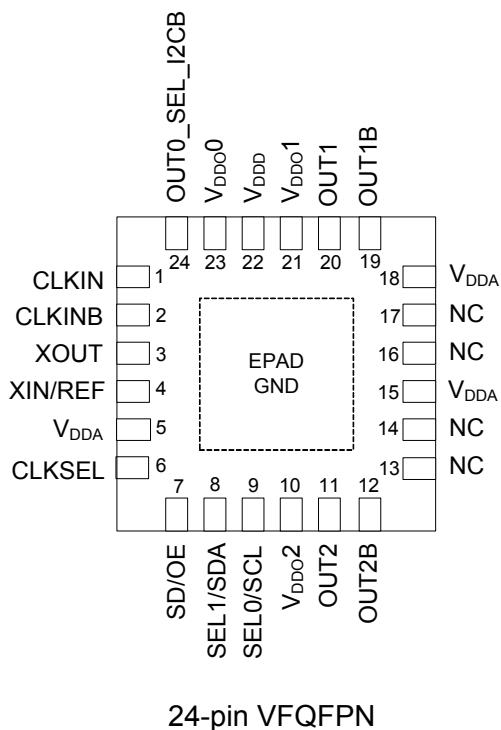 OUT0_SEL_I2CB
VDDO0
VDDD
VDDO1
OUT1
OUT1B
24
23
22
21
20
19
CLKIN
1
CLKINB
2
XOUT
3
XIN/REF
4
VDDA
5
CLKSEL
6
EPAD
GND
18
VDDA
17
NC
16
NC
15
VDDA
14
NC
13
NC
7
8
9
10
11
12
SD/OE
SEL1/SDA
SEL0/SCL
VDDO2
OUT2
OUT2B
24-pin VFQFPN